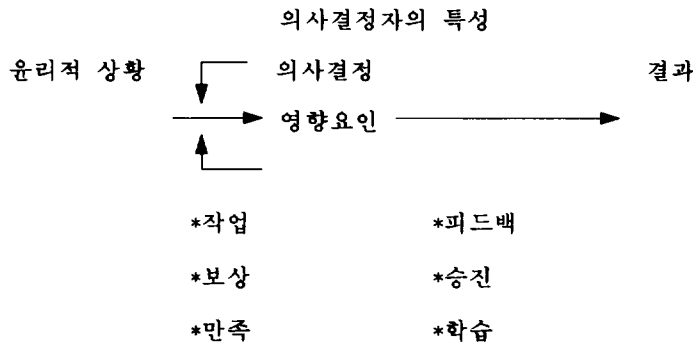 의사결정자의 특성
윤리적 상황 의사결정 결과
영향요인
*작업 *피드백
*보상 *승진
*만족 *학습